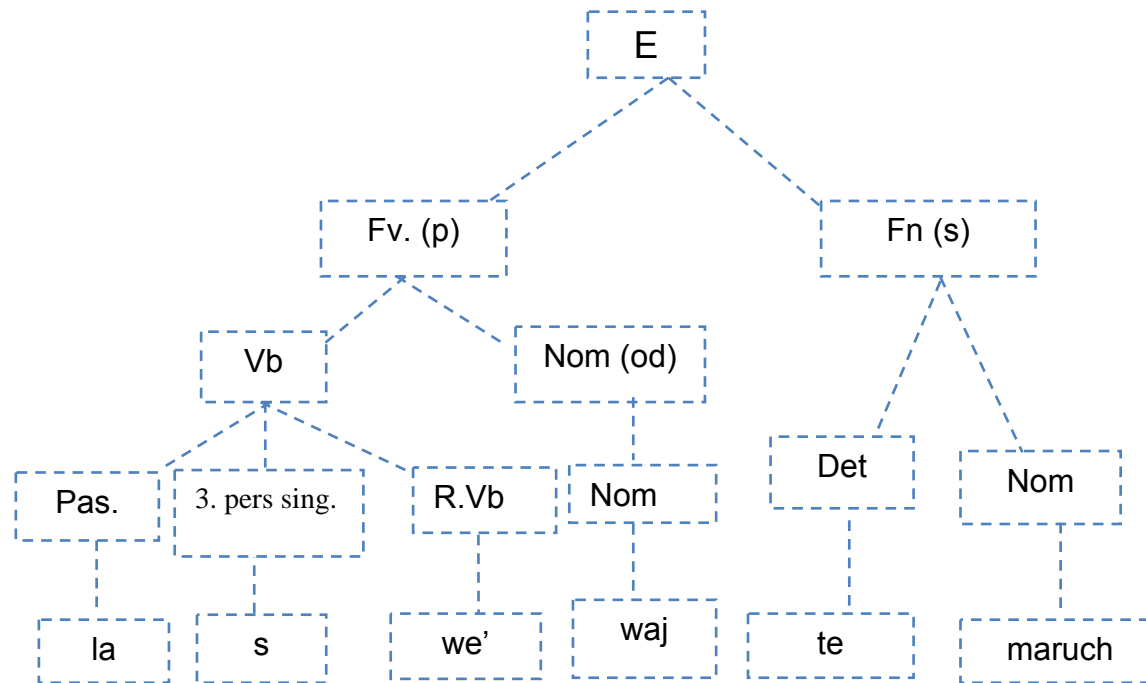 E
Fv. (p)
Fn (s)
Vb
Nom (od)
Pas.
3. pers sing.
R.Vb
Nom
Det
Nom
la
s
we’
waj
te
maruch